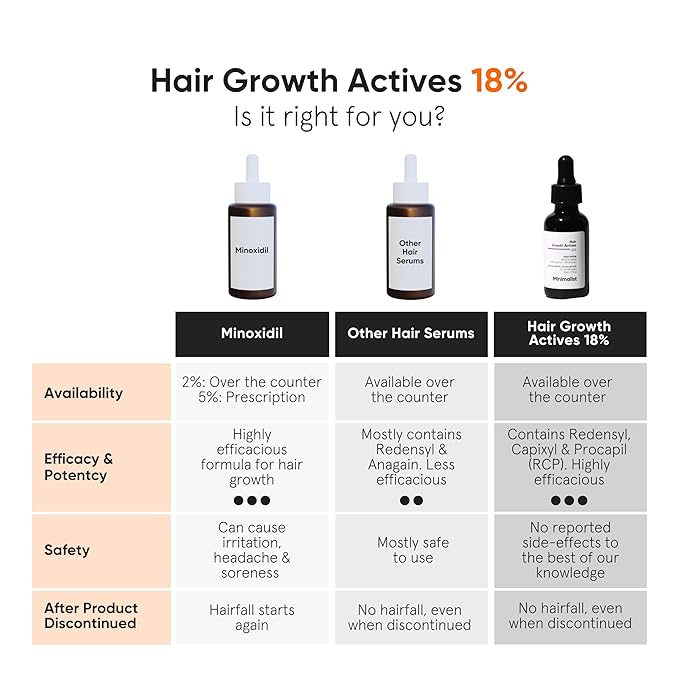 Hair Growth Actives 18%
Is it right for you?
Minoxidil
Other
Hair
Serums
Hair
Growth Actives
Minimalist
Minoxidil
Other Hair Serums
Hair Growth
Actives 18%
Availability
2%: Over the counter
5%: Prescription
Available over
the counter
Available over
the counter
Efficacy &
Potentcy
Highly
efficacious
formula for hair
growth
Mostly contains
Redensyl &
Anagain. Less
efficacious
Contains Redensyl,
Capixyl & Procapil
(RCP). Highly
efficacious
Safety
Can cause
irritation,
headache &
soreness
Mostly safe
to use
No reported
side-effects to
the best of our
knowledge
After Product
Discontinued
Hairfall starts
again
No hairfall, even
when discontinued
No hairfall, even
when discontinued